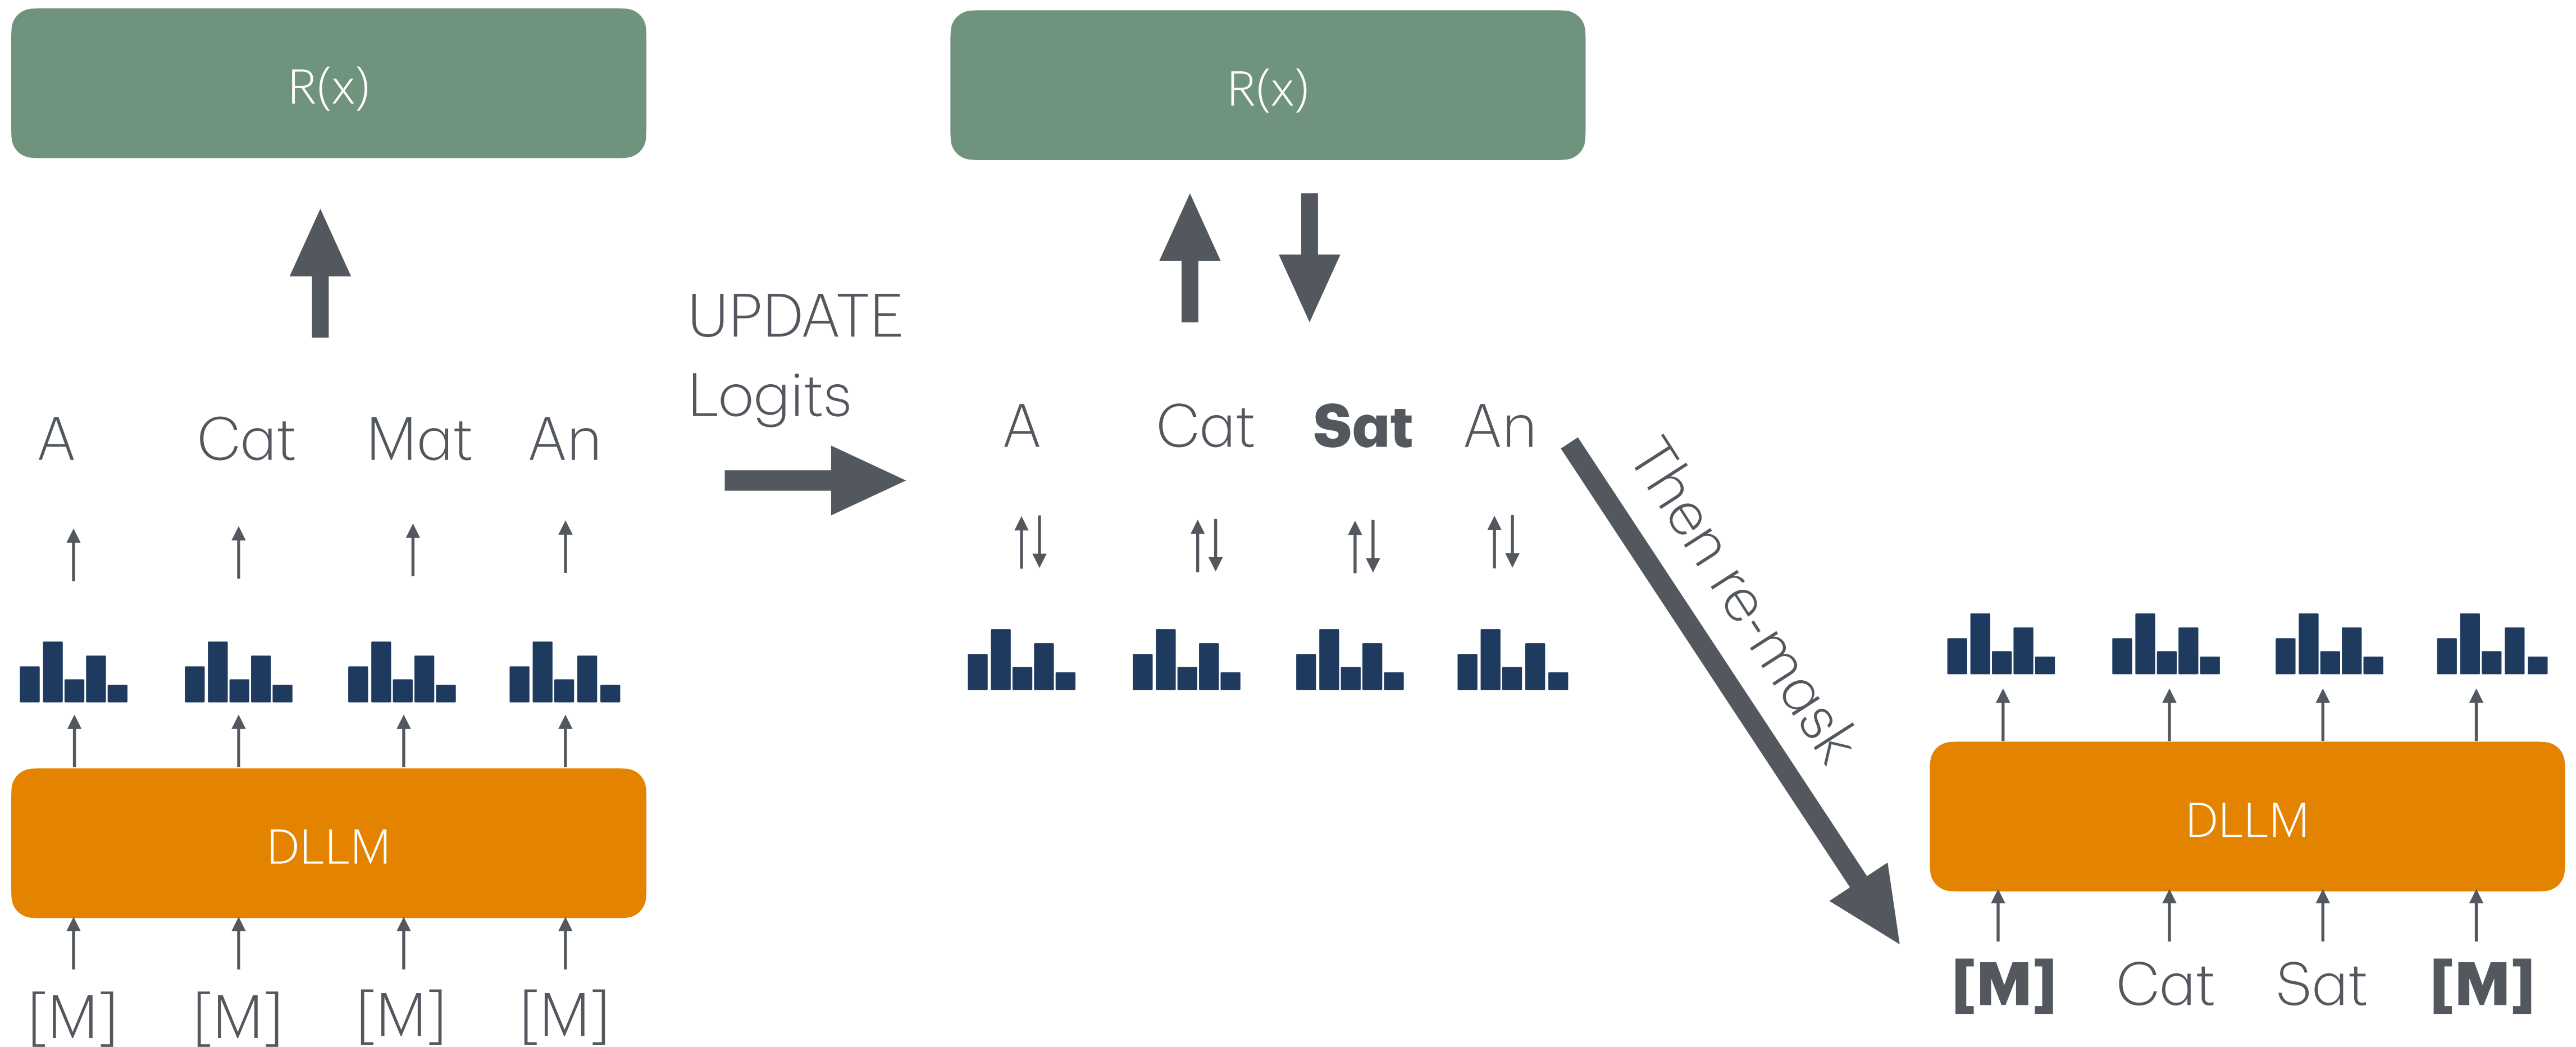 R(x)
R(x)
UPDATE
Logits
A Cat Mat An
A Cat Sat An
Then re-mask
DLLM
DLLM
[M] [M] [M] [M]
[M] Cat Sat [M]